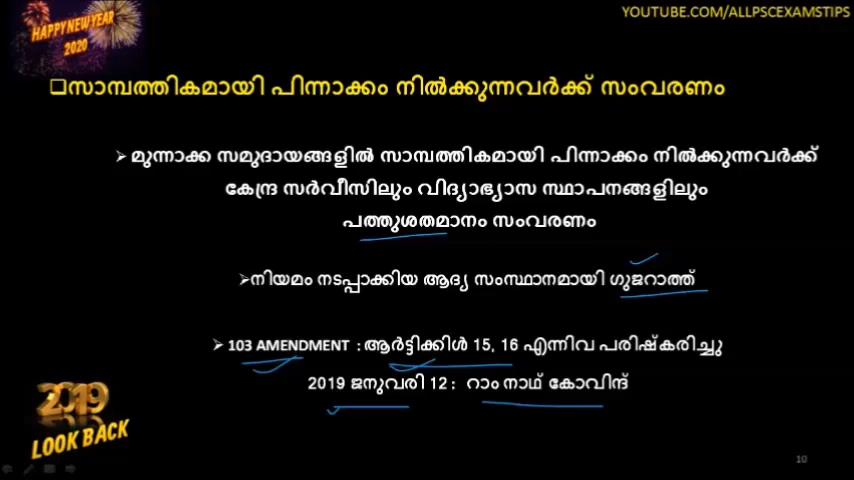 YOUTUBE.COM/ALLPSCEXAMSTIPS
HAPPY NEW YEAR
2020
സാമ്പത്തികമായി പിന്നാക്കം നിൽക്കുന്നവർക്ക് സംവരണം
മുന്നാക്ക സമുദായങ്ങളിൽ സാമ്പത്തികമായി പിന്നാക്കം നിൽക്കുന്നവർക്ക്
കേന്ദ്ര സർവീസിലും വിദ്യാഭ്യാസ സ്ഥാപനങ്ങളിലും
പത്തുശതമാനം സംവരണം
നിയമം നടപ്പാക്കിയ ആദ്യ സംസ്ഥാനമായി ഗുജറാത്ത്
103 AMENDMENT : ആർട്ടിക്കിൾ 15, 16 എന്നിവ പരിഷ്കരിച്ചു
2019 ജനുവരി 12 : റാം നാഥ് കോവിന്ദ്
2019
LOOK BACK
10